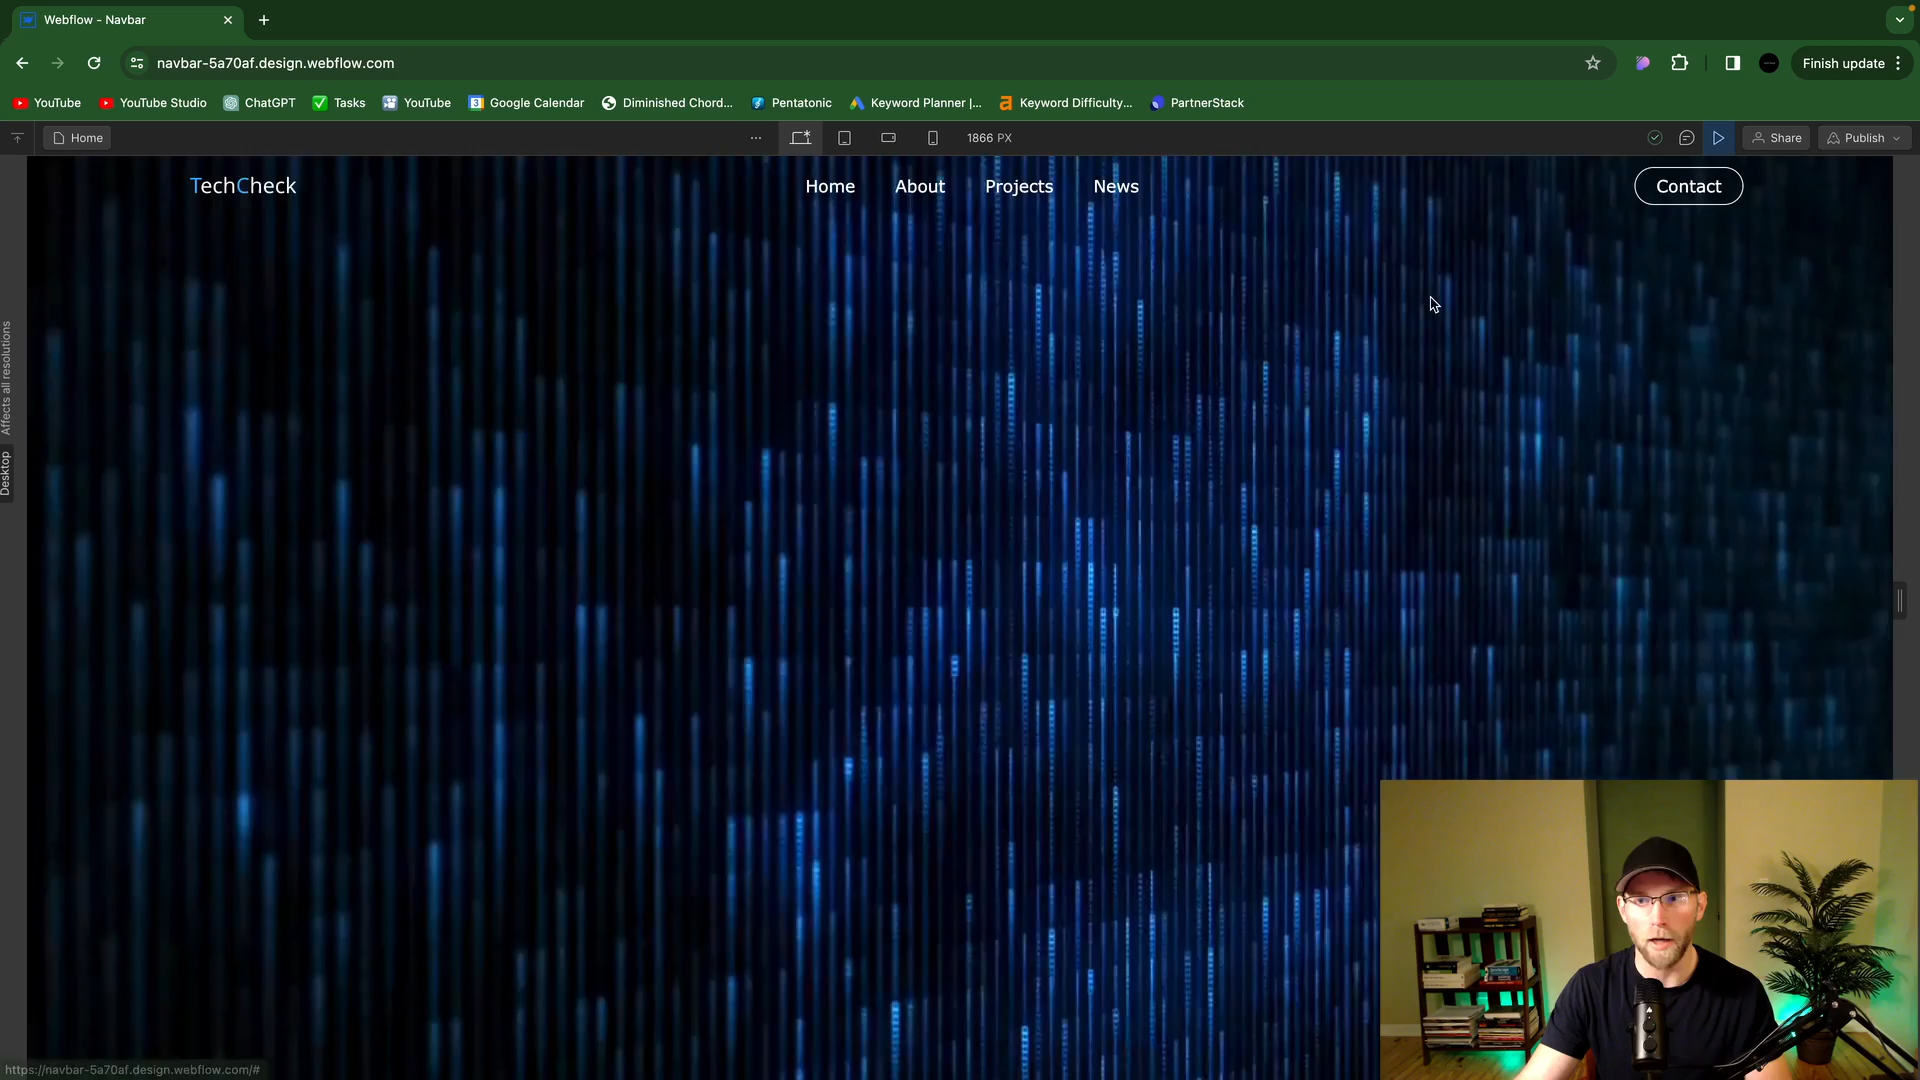 Webflow - Navbar
navbar-5a70af.design.webflow.com
Finish update
YouTube
YouTube Studio
ChatGPT
Tasks
YouTube
Google Calendar
Diminished Chord...
Pentatonic
Keyword Planner |...
Keyword Difficulty...
PartnerStack
Home
1866 PX
Share
Publish
TechCheck
Home
About
Projects
News
Contact
Affects all resolutions
Desktop
https://navbar-5a70af.design.webflow.com/#